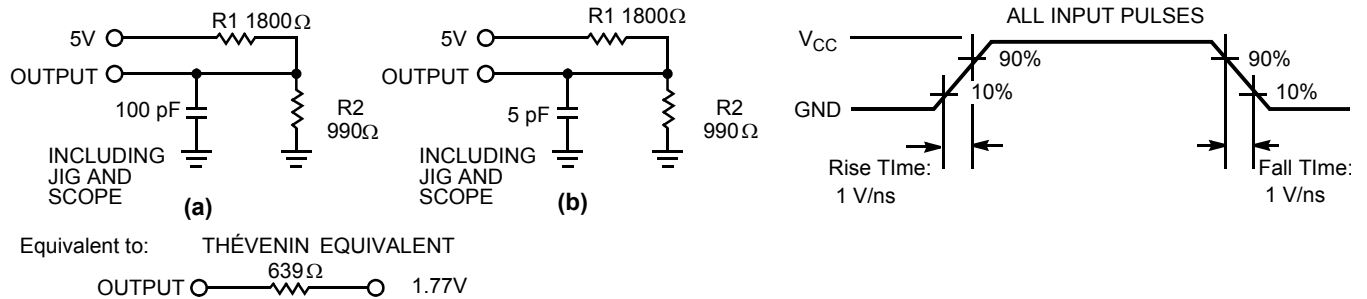 R1 1800Ω
5V
OUTPUT
100 pF
R2
990Ω
INCLUDING
JIG AND
SCOPE
(a)
R1 1800Ω
5V
OUTPUT
5 pF
R2
990Ω
INCLUDING
JIG AND
SCOPE
(b)
ALL INPUT PULSES
VCC
90%
10%
GND
90%
10%
Rise TIme:
1 V/ns
Fall TIme:
1 V/ns
Equivalent to: THÉVENIN EQUIVALENT
639Ω
OUTPUT 1.77V